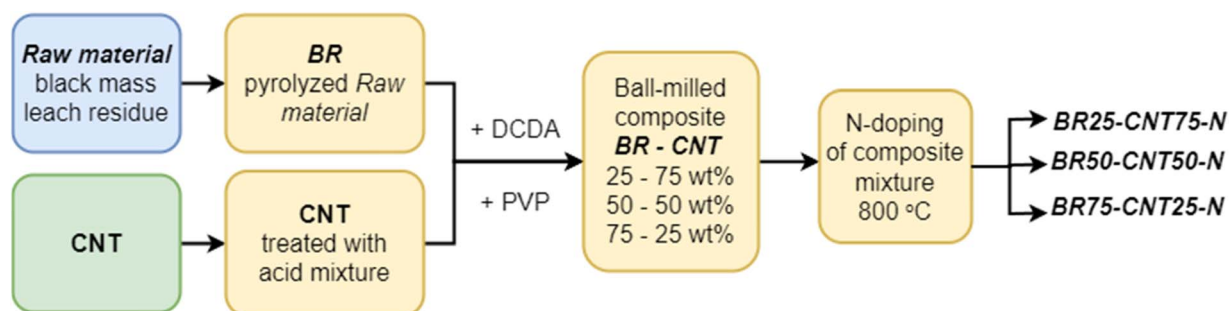 Raw material
black mass
leach residue
BR
pyrolyzed Raw
material
CNT
CNT
treated with
acid mixture
+ DCDA
+ PVP
Ball-milled
composite
BR - CNT
25 - 75 wt%
50 - 50 wt%
75 - 25 wt%
N-doping
of composite
mixture
800 ºC
BR25-CNT75-N
BR50-CNT50-N
BR75-CNT25-N